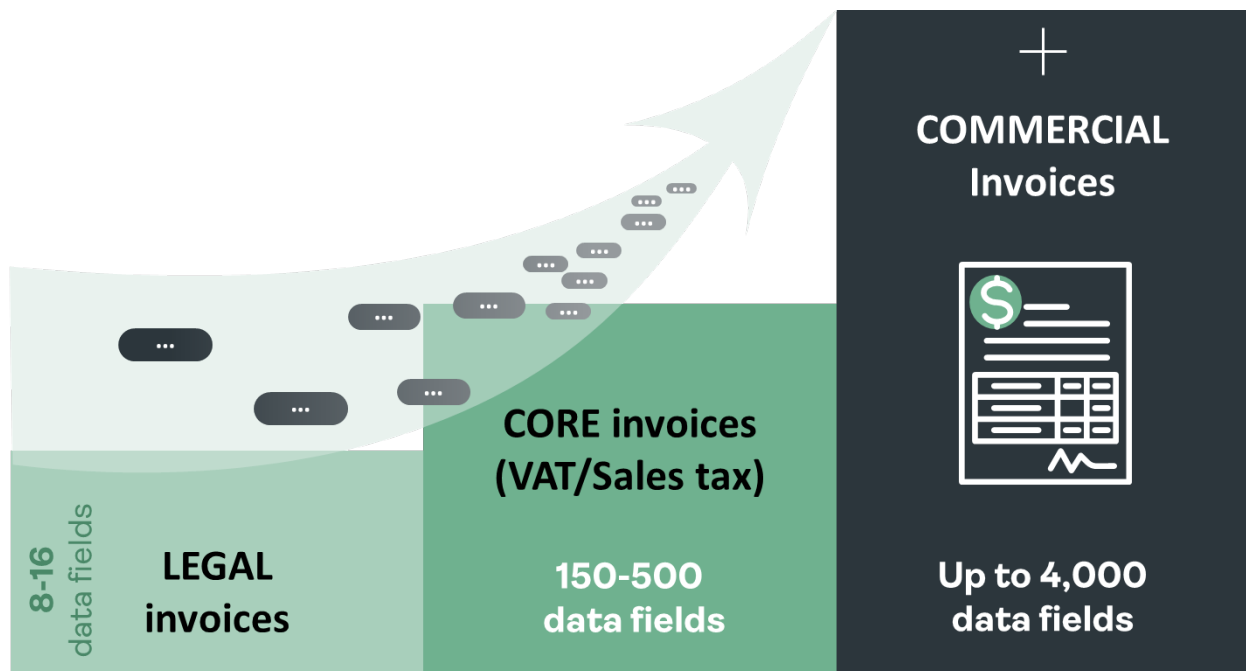 COMMERCIAL
Invoices
CORE invoices
(VAT/Sales tax)
8-16
data fields
LEGAL
invoices
150-500
data fields
Up to 4,000
data fields
$